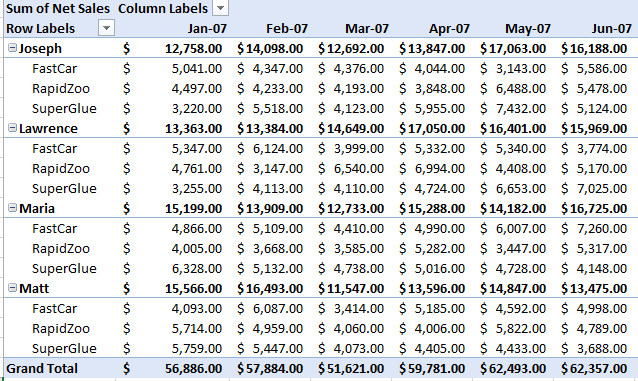 Sum of Net Sales Column Labels
Row Labels Jan-07 Feb-07 Mar-07 Apr-07 May-07 Jun-07
Joseph $ 12,758.00 $14,098.00 $12,692.00 $13,847.00 $17,063.00 $16,188.00
FastCar $ 5,041.00 $ 4,347.00 $ 4,376.00 $ 4,044.00 $ 3,143.00 $ 5,586.00
RapidZoo $ 4,497.00 $ 4,233.00 $ 4,193.00 $ 3,848.00 $ 6,488.00 $ 5,478.00
SuperGlue $ 3,220.00 $ 5,518.00 $ 4,123.00 $ 5,955.00 $ 7,432.00 $ 5,124.00
Lawrence $ 13,363.00 $13,384.00 $14,649.00 $17,050.00 $16,401.00 $15,969.00
FastCar $ 5,347.00 $ 6,124.00 $ 3,999.00 $ 5,332.00 $ 5,340.00 $ 3,774.00
RapidZoo $ 4,761.00 $ 3,147.00 $ 6,540.00 $ 6,994.00 $ 4,408.00 $ 5,170.00
SuperGlue $ 3,255.00 $ 4,113.00 $ 4,110.00 $ 4,724.00 $ 6,653.00 $ 7,025.00
Maria $ 15,199.00 $13,909.00 $12,733.00 $15,288.00 $14,182.00 $16,725.00
FastCar $ 4,866.00 $ 5,109.00 $ 4,410.00 $ 4,990.00 $ 6,007.00 $ 7,260.00
RapidZoo $ 4,005.00 $ 3,668.00 $ 3,585.00 $ 5,282.00 $ 3,447.00 $ 5,317.00
SuperGlue $ 6,328.00 $ 5,132.00 $ 4,738.00 $ 5,016.00 $ 4,728.00 $ 4,148.00
Matt $ 15,566.00 $16,493.00 $11,547.00 $13,596.00 $14,847.00 $13,475.00
FastCar $ 4,093.00 $ 6,087.00 $ 3,414.00 $ 5,185.00 $ 4,592.00 $ 4,998.00
RapidZoo $ 5,714.00 $ 4,959.00 $ 4,060.00 $ 4,006.00 $ 5,822.00 $ 4,789.00
SuperGlue $ 5,759.00 $ 5,447.00 $ 4,073.00 $ 4,405.00 $ 4,433.00 $ 3,688.00
Grand Total $ 56,886.00 $57,884.00 $51,621.00 $59,781.00 $62,493.00 $62,357.00